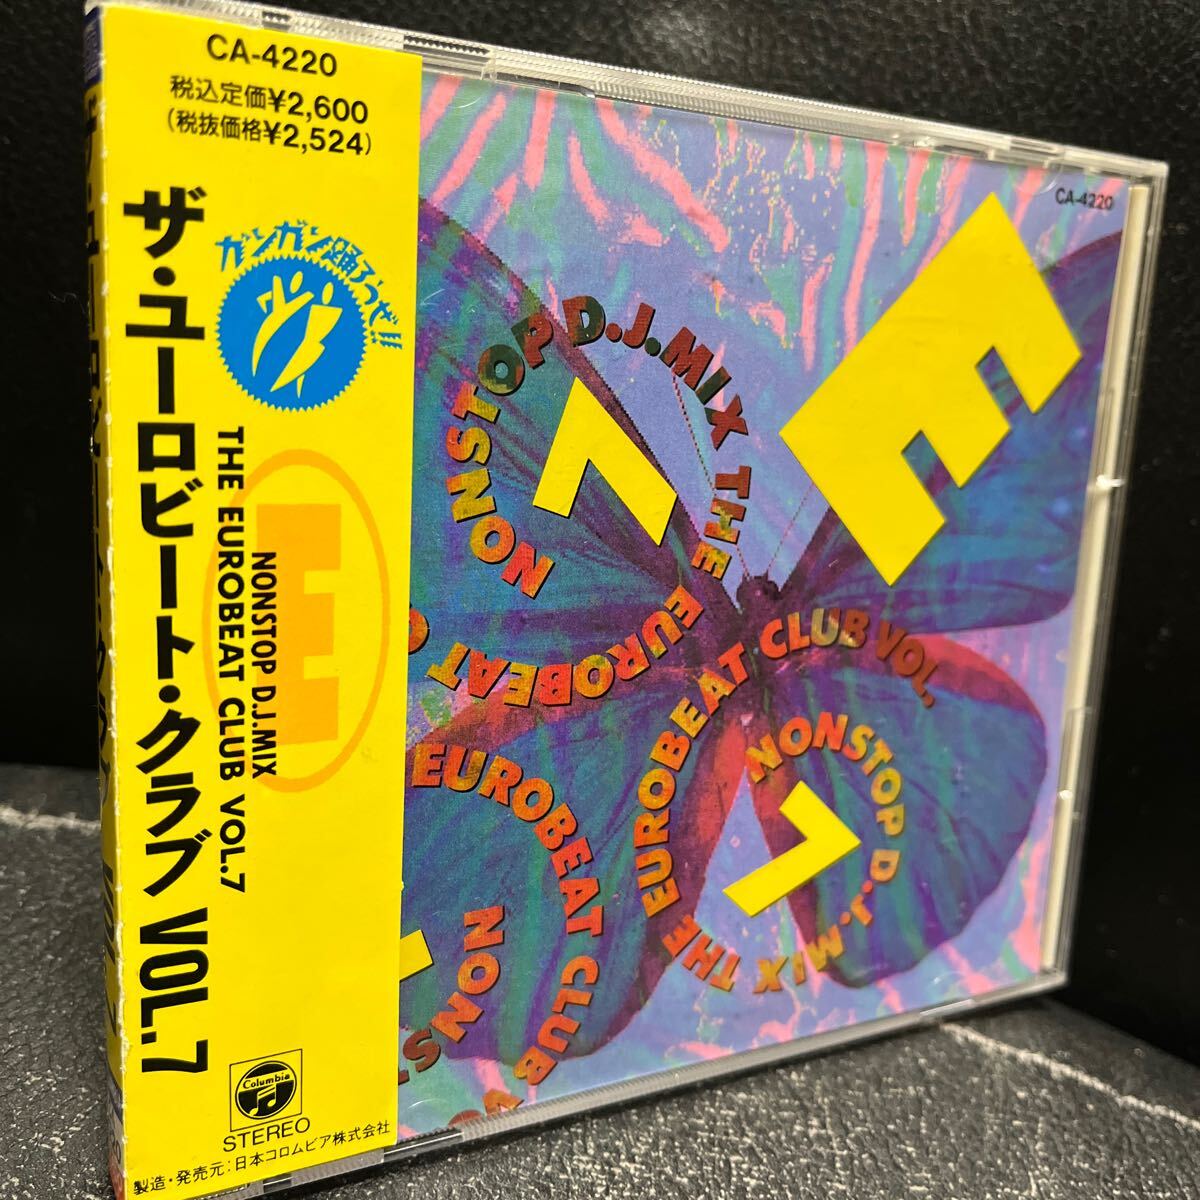 CA-4220
税込定価¥2,600
(税抜価格¥2,524)
ガンガン踊ろうぜ!!
ザ・ユーロビート・クラブ VOL.7
E
NONSTOP D.J.MIX
THE EUROBEAT CLUB VOL.7
Columbia
STEREO
製造・発売元:日本コロムビア株式会社
CA-4220
E
NONSTOP D.J.MIX THE EUROBEAT
7
EUROBEAT CLUB
NONSTOP D.J.MIX THE EUROBEAT CLUB VOL.
7
NONST